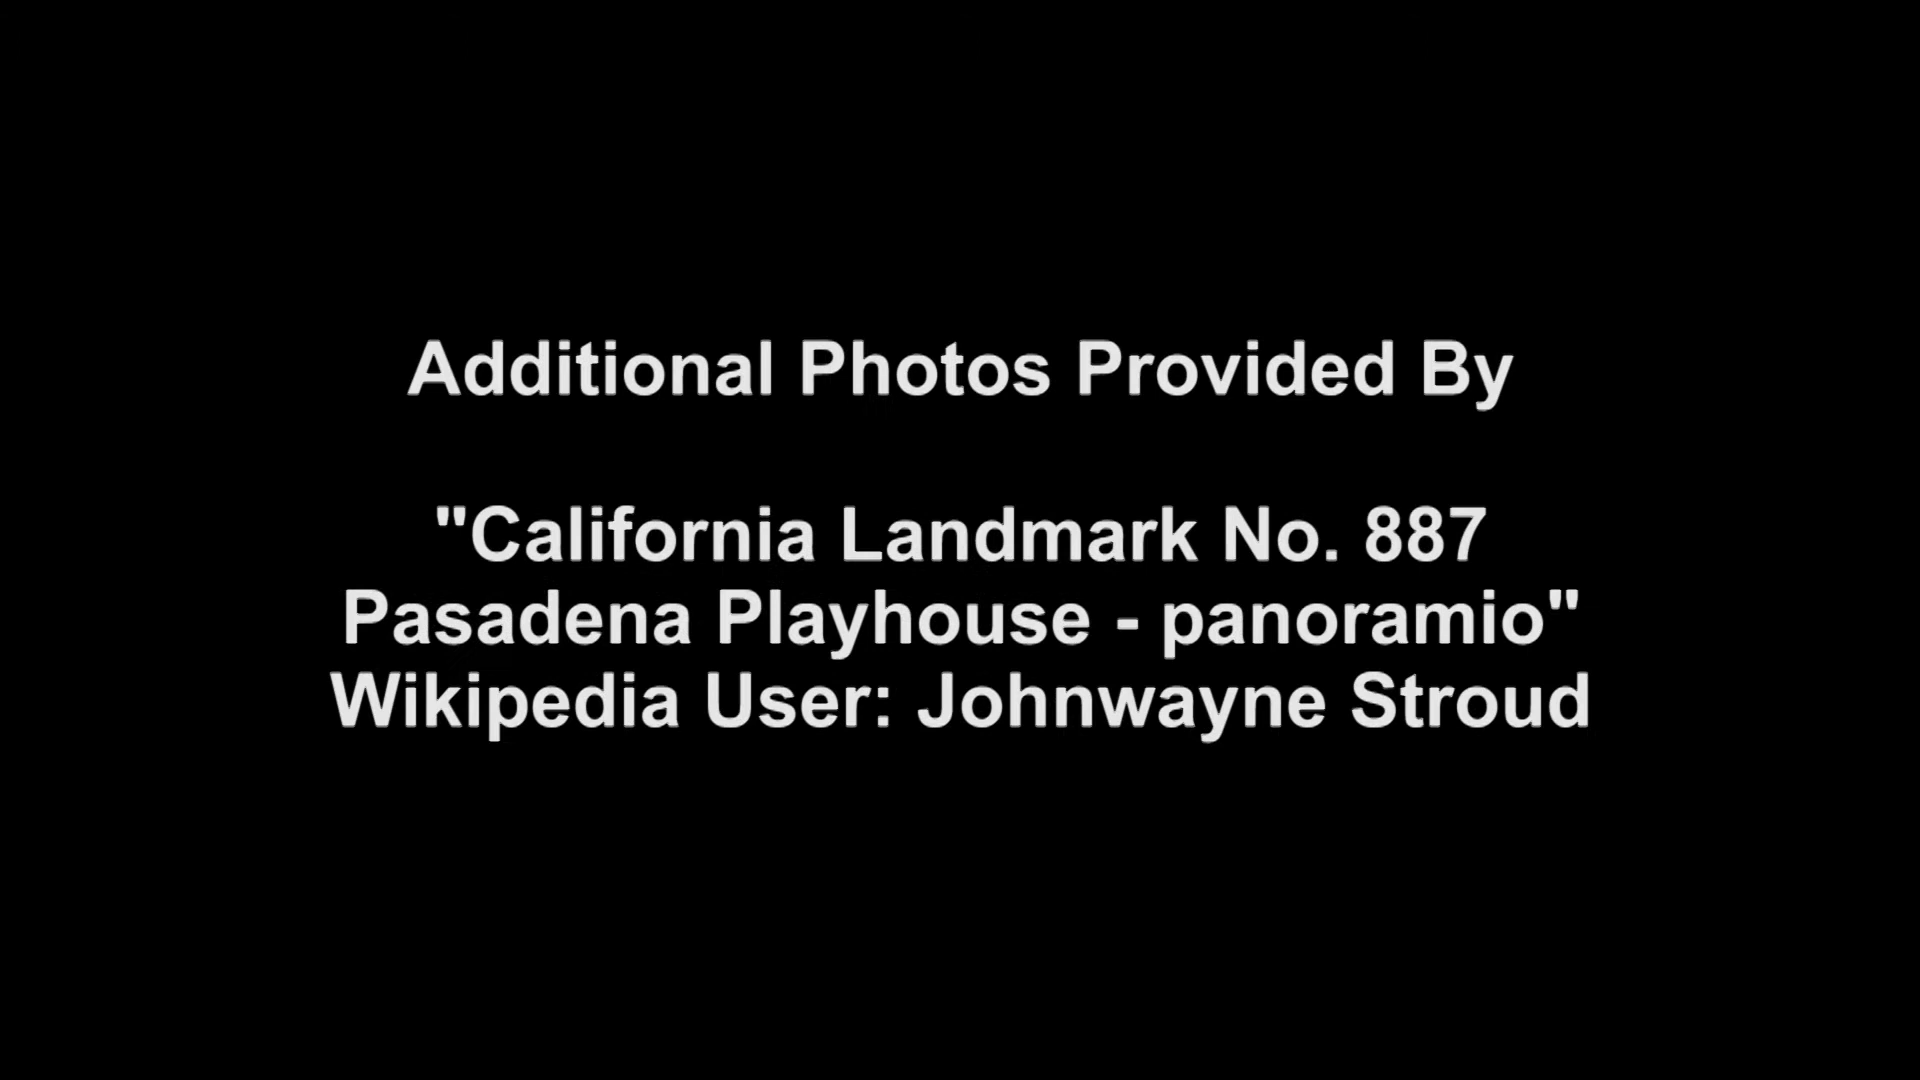 Additional Photos Provided By
"California Landmark No. 887
Pasadena Playhouse - panoramio"
Wikipedia User: Johnwayne Stroud